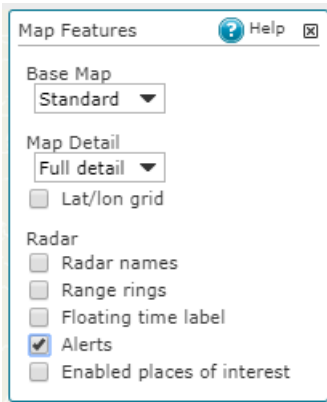 Map Features Help
Base Map
Standard
Map Detail
Full detail
Lat/lon grid
Radar
Radar names
Range rings
Floating time label
Alerts
Enabled places of interest